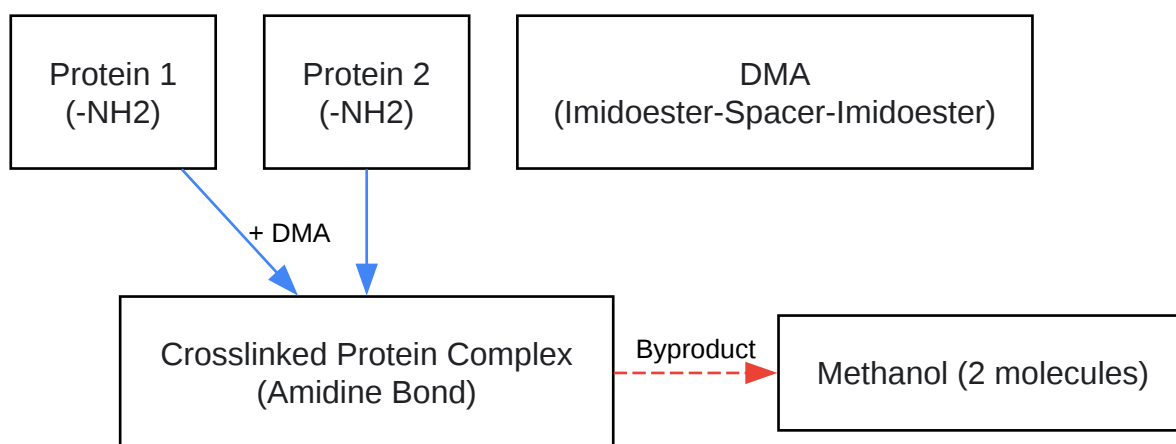 Protein 1
(-NH2)
Protein 2
(-NH2)
DMA
(Imidoester-Spacer-Imidoester)
+ DMA
Crosslinked Protein Complex
(Amidine Bond)
Byproduct
Methanol (2 molecules)